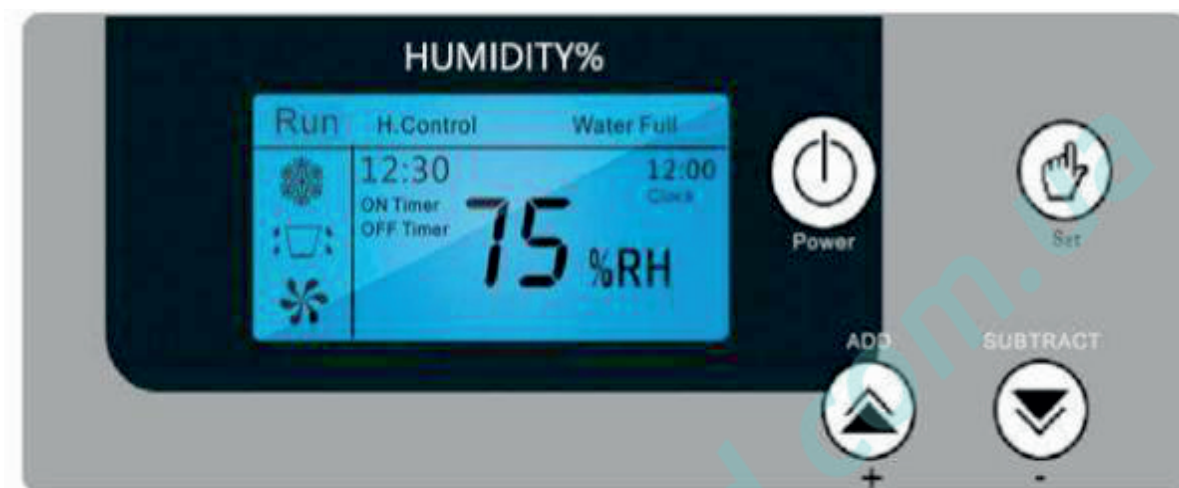 HUMIDITY%
Run H.Control Water Full
12:30 12:00
ON Timer Clock
OFF Timer
75 %RH
Power
Set
ADD SUBTRACT
+ -